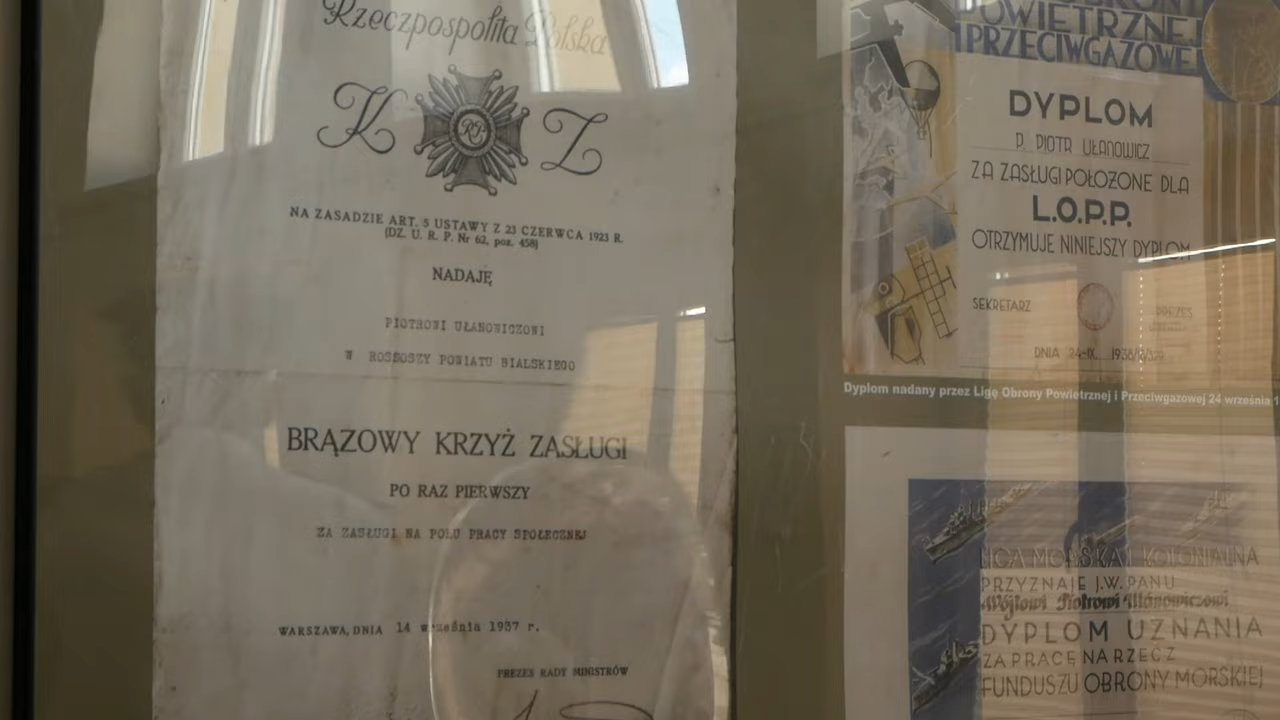 Rzeczpospolita Polska
K Z
RP
NA ZASADZIE ART. 5 USTAWY Z 23 CZERWCA 1923 R.
(DZ. U. R. P. Nr 62, poz. 458)
NADAJĘ
PIOTROWI UŁANOWICZOWI
W ROSSOSZY POWIATU BIALSKIEGO
BRĄZOWY KRZYŻ ZASŁUGI
PO RAZ PIERWSZY
ZA ZASŁUGI NA POLU PRACY SPOŁECZNEJ
WARSZAWA, DNIA 14 września 1937 r.
PREZES RADY MINISTRÓW
POWIETRZNEJ
I PRZECIWGAZOWEJ
DYPLOM
P. PIOTR UŁANOWICZ
ZA ZASŁUGI POŁOŻONE DLA
L.O.P.P.
OTRZYMUJE NINIEJSZY DYPLOM
SEKRETARZ PREZES
DNIA 24-IX. 1938
Dyplom nadany przez Ligę Obrony Powietrznej i Przeciwgazowej 24 września
LIGA MORSKA I KOLONIALNA
PRZYZNAJE J.W. PANU
Wójtowi Piotrowi Ułanowiczowi
DYPLOM UZNANIA
ZA PRACĘ NA RZECZ
FUNDUSZU OBRONY MORSKIEJ